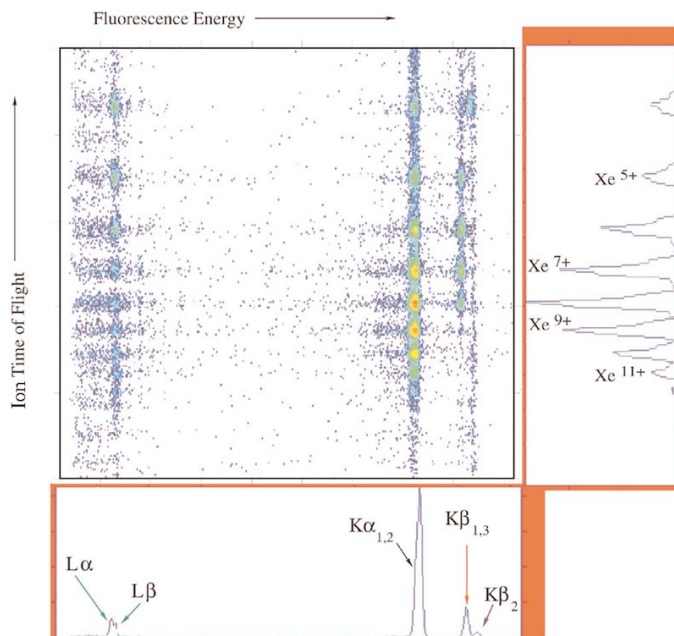 Fluorescence Energy
Ion Time of Flight
Xe 5+
Xe 7+
Xe 9+
Xe 11+
Kα1,2
Kβ1,3
Kβ2
Lα
Lβ